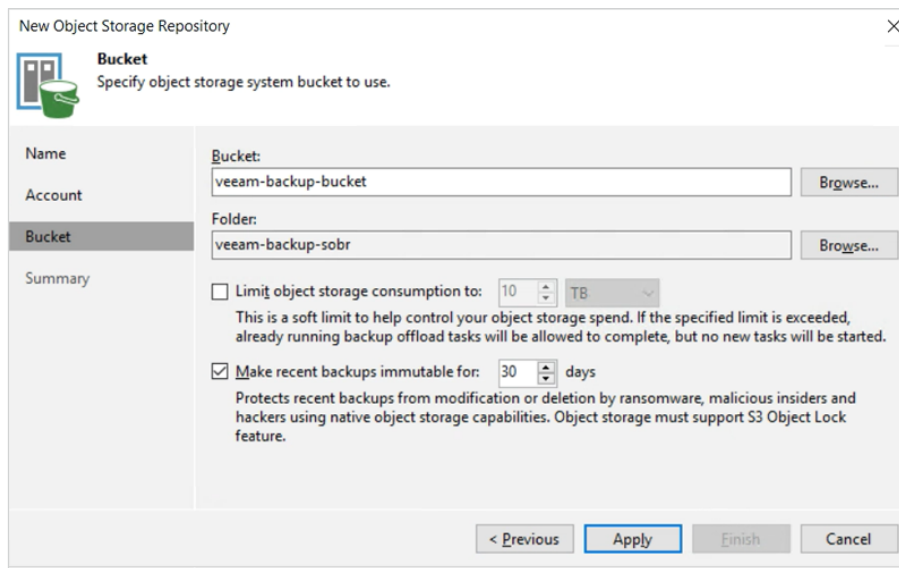 New Object Storage Repository
Bucket
Specify object storage system bucket to use.
Name
Account
Bucket
Summary
Bucket:
veeam-backup-bucket
Browse...
Folder:
veeam-backup-sobr
Browse...
Limit object storage consumption to: 10 TB
This is a soft limit to help control your object storage spend. If the specified limit is exceeded,
already running backup offload tasks will be allowed to complete, but no new tasks will be started.
Make recent backups immutable for: 30 days
Protects recent backups from modification or deletion by ransomware, malicious insiders and
hackers using native object storage capabilities. Object storage must support S3 Object Lock
feature.
< Previous
Apply
Finish
Cancel